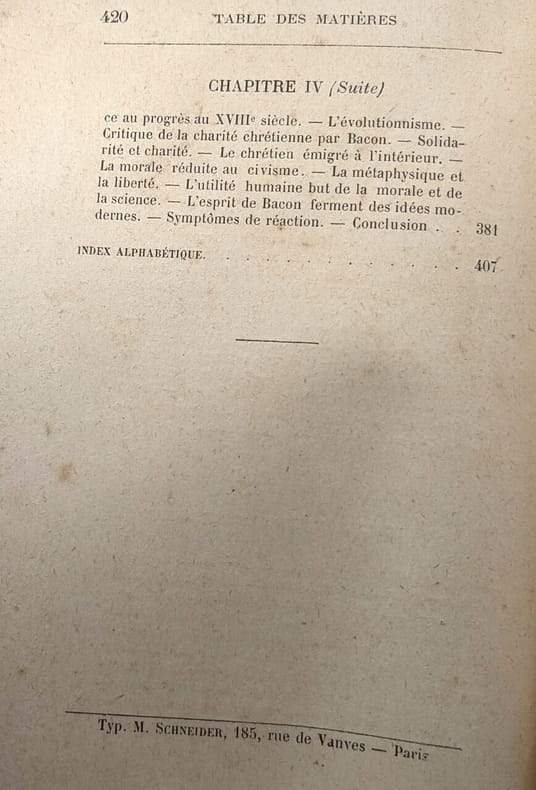 420 TABLE DES MATIÈRES
CHAPITRE IV (Suite)
ce au progrès au XVIIIe siècle. — L'évolutionnisme. —
Critique de la charité chrétienne par Bacon. — Solida-
rité et charité. — Le chrétien émigré à l'intérieur. —
La morale réduite au civisme. — La métaphysique et
la liberté. — L'utilité humaine but de la morale et de
la science. — L'esprit de Bacon ferment des idées mo-
dernes. — Symptômes de réaction. — Conclusion . . 381
INDEX ALPHABÉTIQUE. . . . . . . . . . . . 407
Typ. M. SCHNEIDER, 185, rue de Vanves — Paris